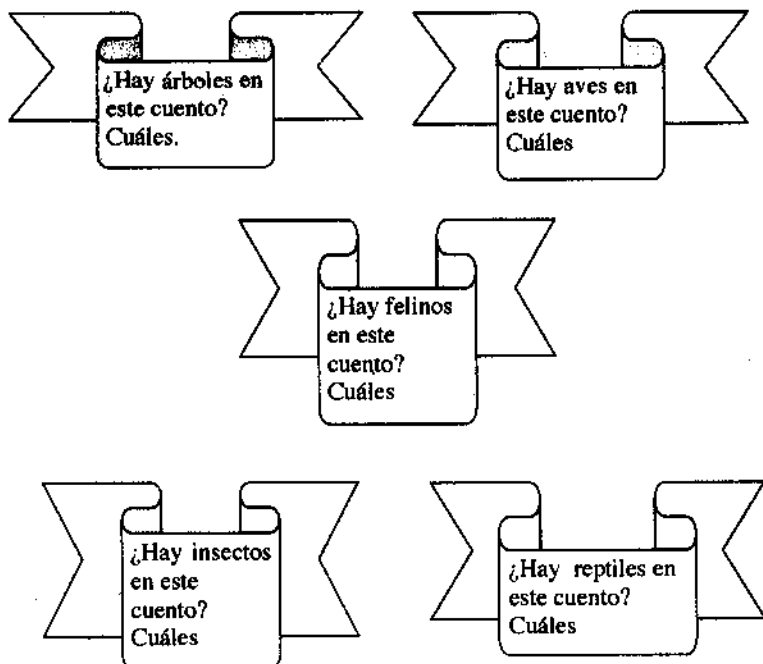 ¿Hay árboles en
este cuento?
Cuáles.
¿Hay aves en
este cuento?
Cuáles
¿Hay felinos
en este
cuento?
Cuáles
¿Hay insectos
en este
cuento?
Cuáles
¿Hay reptiles en
este cuento?
Cuáles